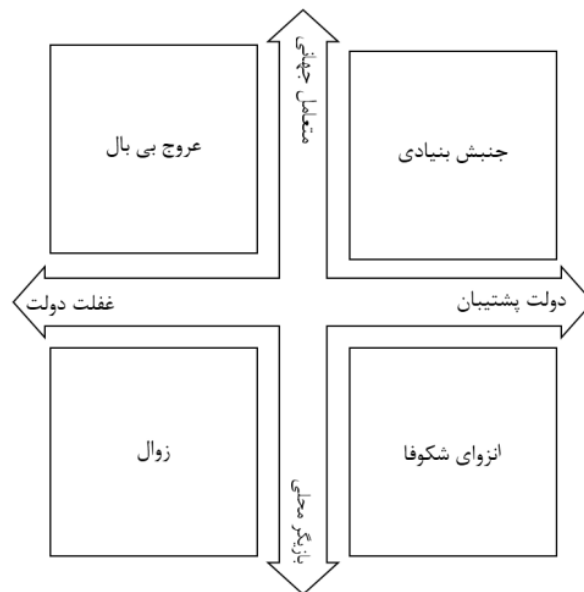 متعامل جهانی
جنبش بنیادی
عروج بی بال
دولت پشتیبان
غفلت دولت
انزوای شکوفا
زوال
بازیگر محلی